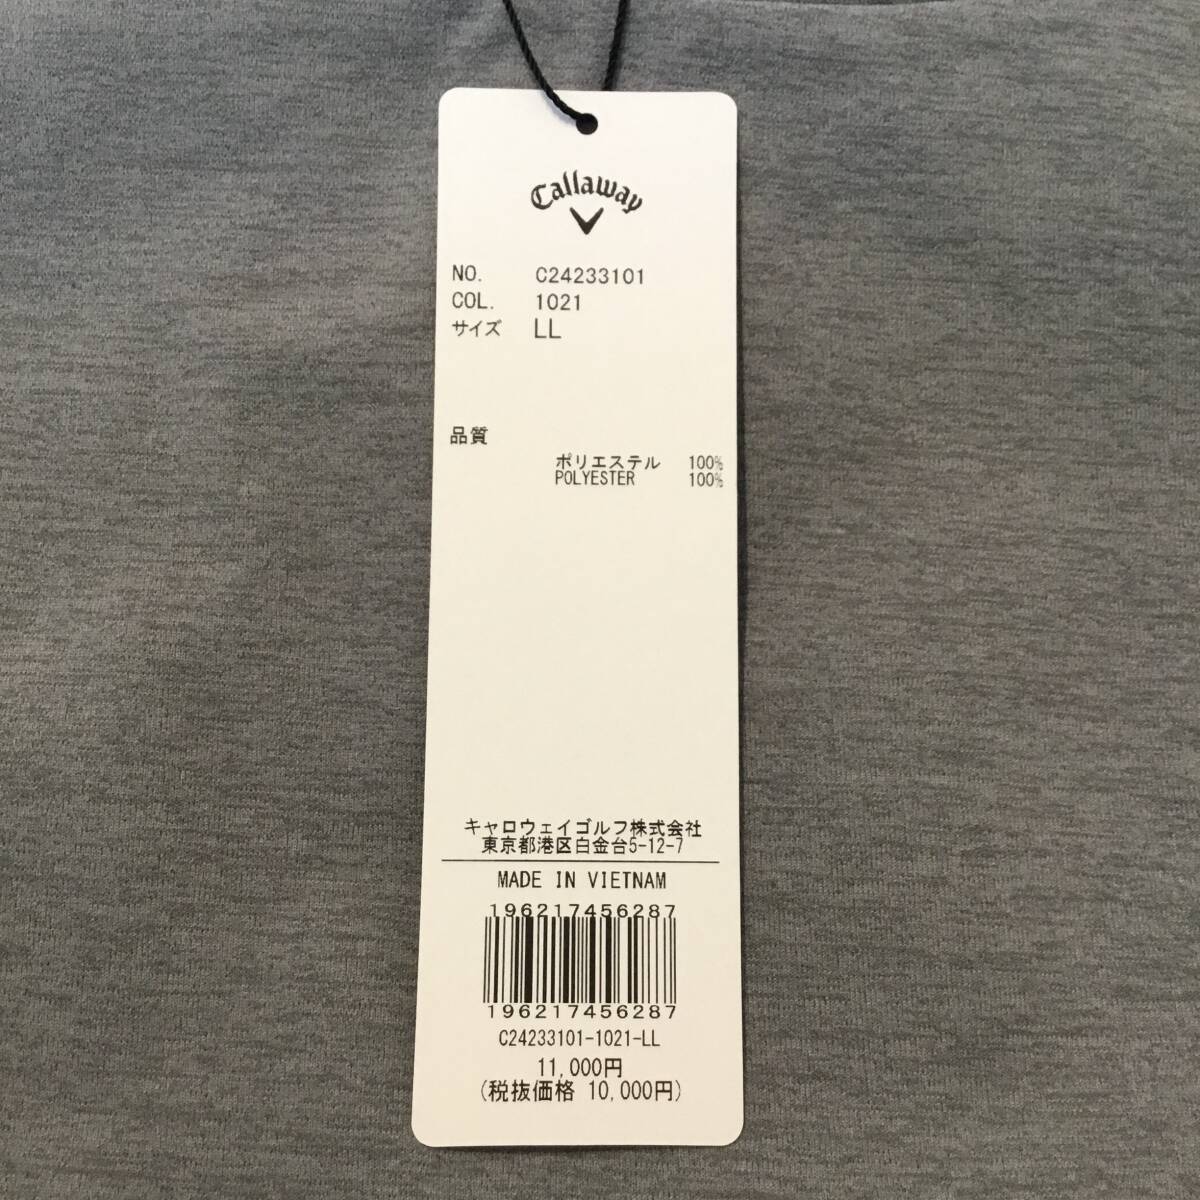 Callaway
NO. C24233101
COL. 1021
サイズ LL
品質
ポリエステル 100%
POLYESTER 100%
キャロウェイゴルフ株式会社
東京都港区白金台5-12-7
MADE IN VIETNAM
196217456287
196217456287
C24233101-1021-LL
11,000円
(税抜価格 10,000円)